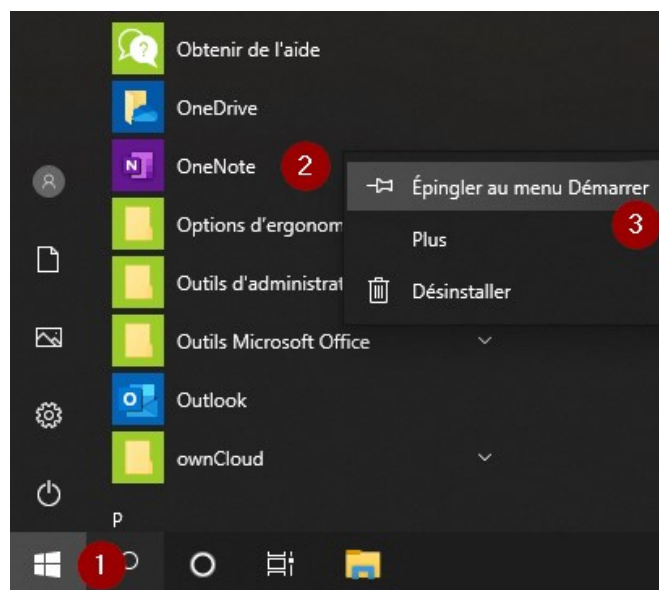 Obtenir de l'aide
OneDrive
OneNote
2
Épingler au menu Démarrer
3
Options d'ergonom
Plus
Outils d'administrat
Désinstaller
Outils Microsoft Office
Outlook
ownCloud
P
1